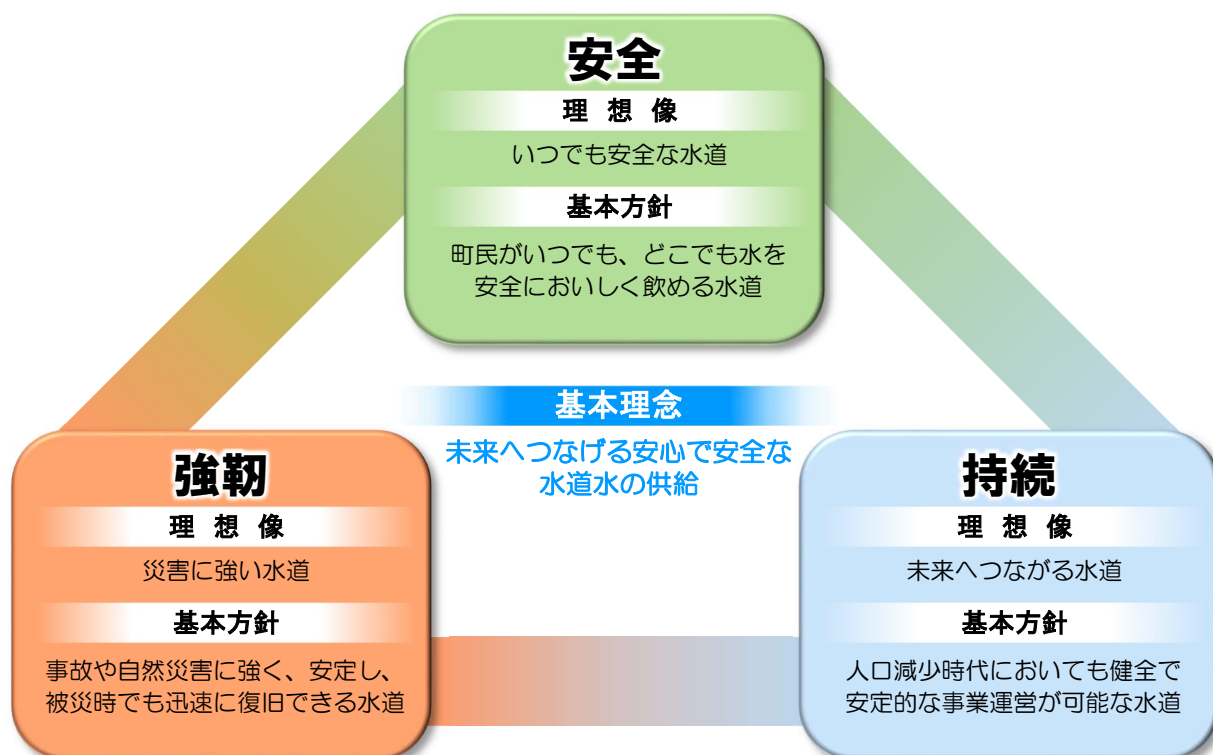 安全
理想像
いつでも安全な水道
基本方針
町民がいつでも、どこでも水を
安全においしく飲める水道
基本理念
未来へつなげる安心で安全な
水道水の供給
強靭
理想像
災害に強い水道
基本方針
事故や自然災害に強く、安定し、
被災時でも迅速に復旧できる水道
持続
理想像
未来へつながる水道
基本方針
人口減少時代においても健全で
安定的な事業運営が可能な水道